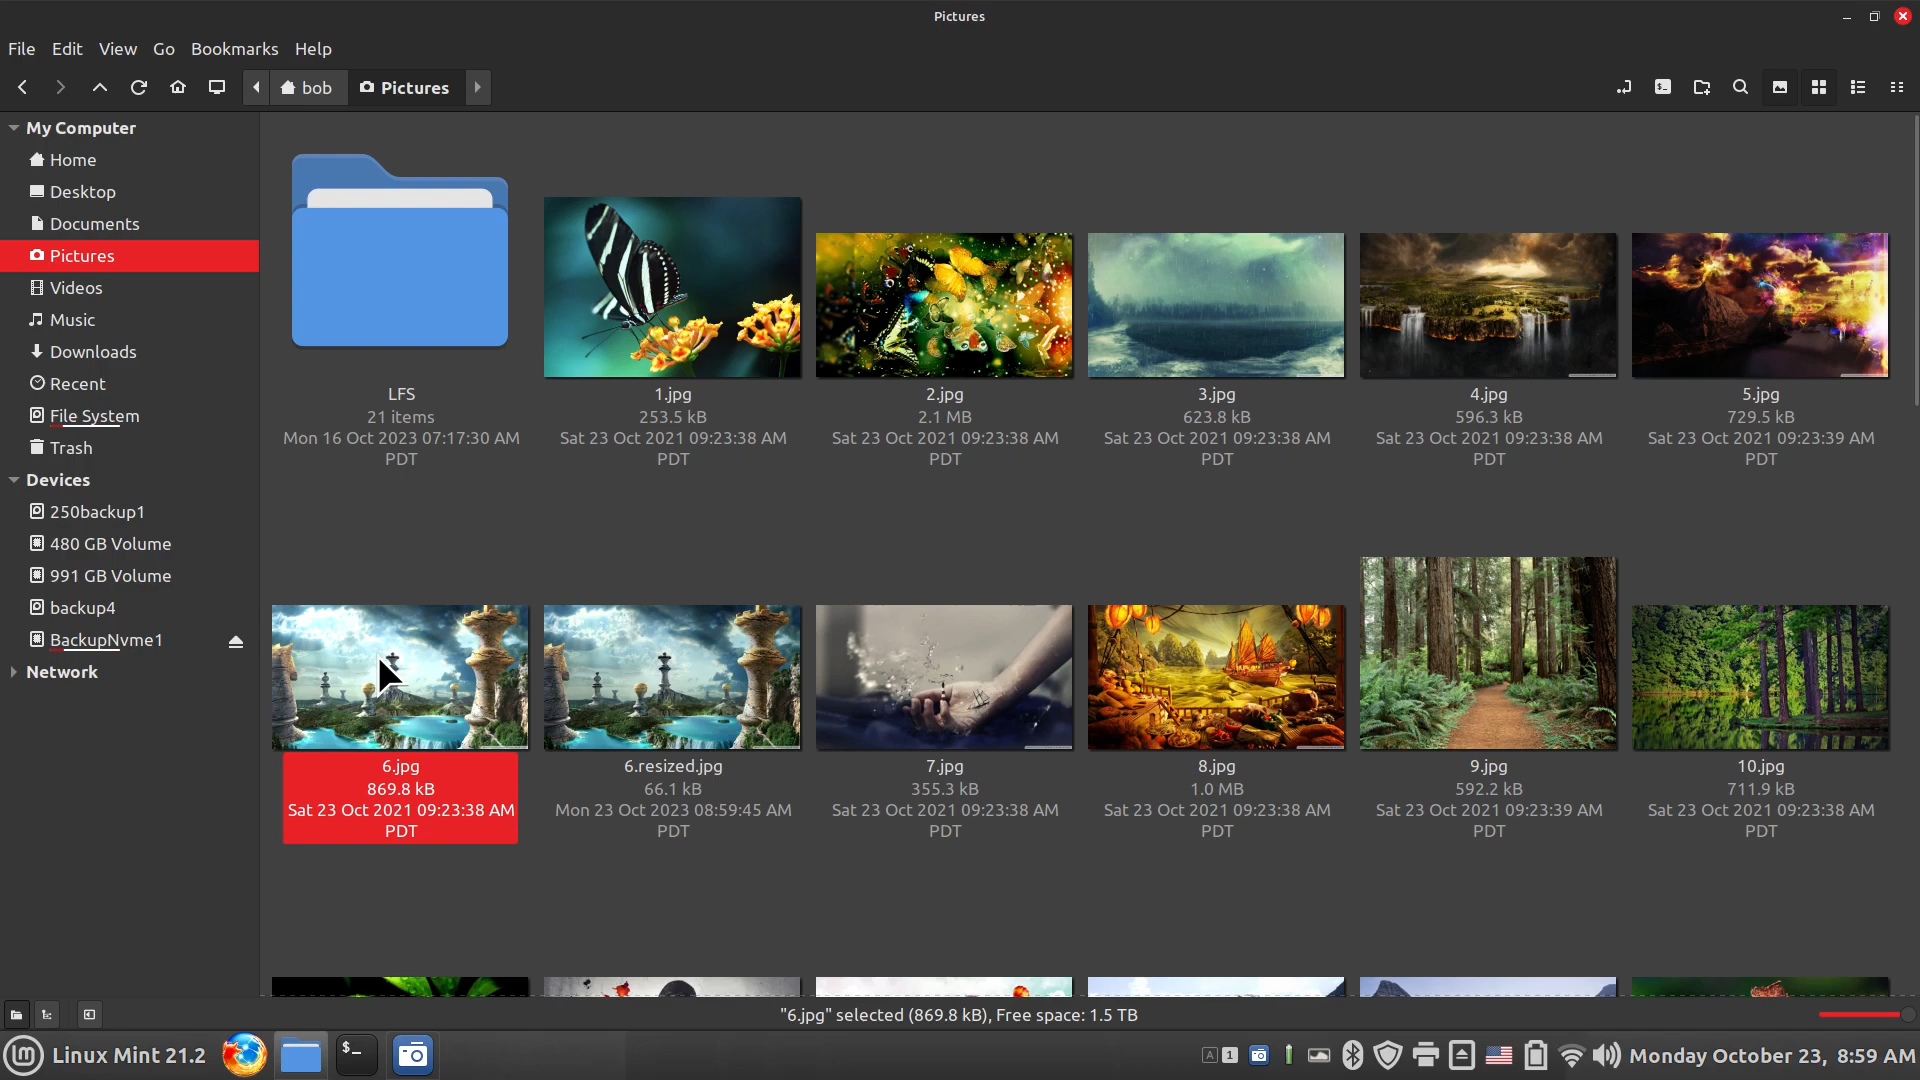 Pictures
File Edit View Go Bookmarks Help
bob Pictures
My Computer
Home
Desktop
Documents
Pictures
Videos
Music
Downloads
Recent
File System
Trash
Devices
250backup1
480 GB Volume
991 GB Volume
backup4
BackupNvme1
Network
LFS
21 items
Mon 16 Oct 2023 07:17:30 AM
PDT
1.jpg
253.5 kB
Sat 23 Oct 2021 09:23:38 AM
PDT
2.jpg
2.1 MB
Sat 23 Oct 2021 09:23:38 AM
PDT
3.jpg
623.8 kB
Sat 23 Oct 2021 09:23:38 AM
PDT
4.jpg
596.3 kB
Sat 23 Oct 2021 09:23:38 AM
PDT
5.jpg
729.5 kB
Sat 23 Oct 2021 09:23:39 AM
PDT
6.jpg
869.8 kB
Sat 23 Oct 2021 09:23:38 AM
PDT
6.resized.jpg
66.1 kB
Mon 23 Oct 2023 08:59:45 AM
PDT
7.jpg
355.3 kB
Sat 23 Oct 2021 09:23:38 AM
PDT
8.jpg
1.0 MB
Sat 23 Oct 2021 09:23:38 AM
PDT
9.jpg
592.2 kB
Sat 23 Oct 2021 09:23:39 AM
PDT
10.jpg
711.9 kB
Sat 23 Oct 2021 09:23:38 AM
PDT
"6.jpg" selected (869.8 kB), Free space: 1.5 TB
Linux Mint 21.2 $_ A 1 Monday October 23, 8:59 AM